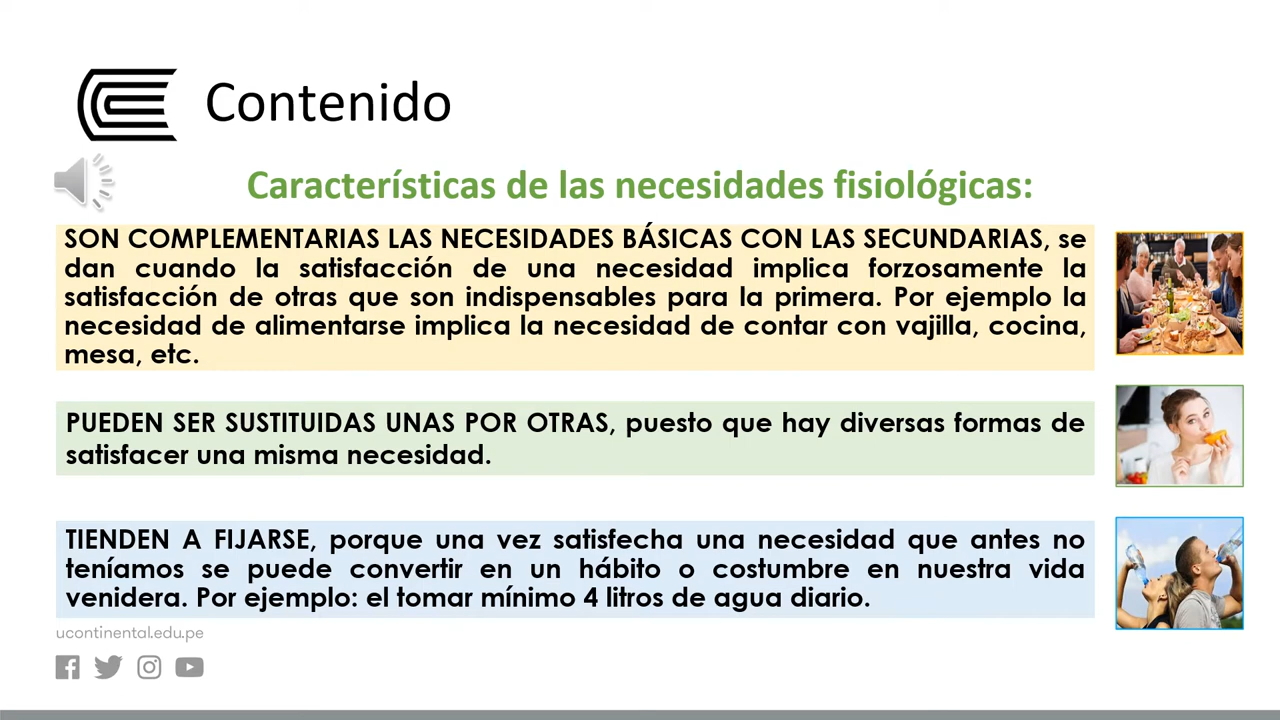 Contenido
Características de las necesidades fisiológicas:
SON COMPLEMENTARIAS LAS NECESIDADES BÁSICAS CON LAS SECUNDARIAS, se
dan cuando la satisfacción de una necesidad implica forzosamente la
satisfacción de otras que son indispensables para la primera. Por ejemplo la
necesidad de alimentarse implica la necesidad de contar con vajilla, cocina,
mesa, etc.
PUEDEN SER SUSTITUIDAS UNAS POR OTRAS, puesto que hay diversas formas de
satisfacer una misma necesidad.
TIENDEN A FIJARSE, porque una vez satisfecha una necesidad que antes no
teníamos se puede convertir en un hábito o costumbre en nuestra vida
venidera. Por ejemplo: el tomar mínimo 4 litros de agua diario.
ucontinental.edu.pe